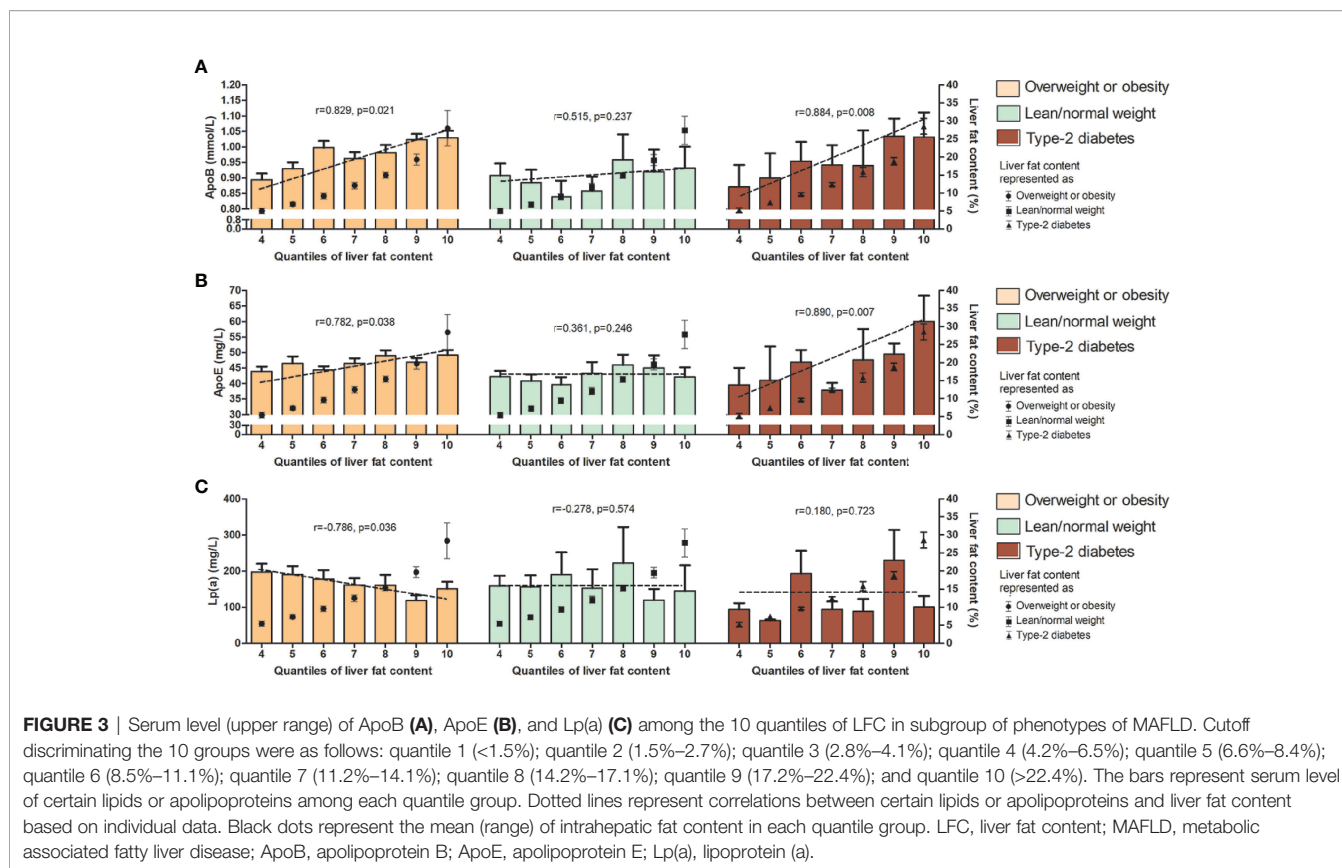 A
ApoB (mmol/L)
1.20
1.15
1.10
1.05
1.00
0.95
0.90
0.85
0.80
0.8
0.0
r=0.829, p=0.021
r=0.515, p=0.237
r=0.884, p=0.008
4 5 6 7 8 9 10
4 5 6 7 8 9 10
4 5 6 7 8 9 10
Quantiles of liver fat content
Quantiles of liver fat content
Quantiles of liver fat content
40
35
30
25
20
15
10
5
0
Liver fat content (%)
Overweight or obesity
Lean/normal weight
Type-2 diabetes
Liver fat content
represented as
Overweight or obesity
Lean/normal weight
Type-2 diabetes
B
ApoE (mg/L)
70
65
60
55
50
45
40
35
30
30
0
r=0.782, p=0.038
r=0.361, p=0.246
r=0.890, p=0.007
4 5 6 7 8 9 10
4 5 6 7 8 9 10
4 5 6 7 8 9 10
Quantiles of liver fat content
Quantiles of liver fat content
Quantiles of liver fat content
40
35
30
25
20
15
10
5
0
Liver fat content (%)
Overweight or obesity
Lean/normal weight
Type-2 diabetes
Liver fat content
represented as
Overweight or obesity
Lean/normal weight
Type-2 diabetes
C
Lp(a) (mg/L)
400
300
200
100
0
r=-0.786, p=0.036
r=-0.278, p=0.574
r=0.180, p=0.723
4 5 6 7 8 9 10
4 5 6 7 8 9 10
4 5 6 7 8 9 10
Quantiles of liver fat content
Quantiles of liver fat content
Quantiles of liver fat content
40
35
30
25
20
15
10
5
0
Liver fat content (%)
Overweight or obesity
Lean/normal weight
Type-2 diabetes
Liver fat content
represented as
Overweight or obesity
Lean/normal weight
Type-2 diabetes
FIGURE 3 | Serum level (upper range) of ApoB (A), ApoE (B), and Lp(a) (C) among the 10 quantiles of LFC in subgroup of phenotypes of MAFLD. Cutoff
discriminating the 10 groups were as follows: quantile 1 (<1.5%); quantile 2 (1.5%–2.7%); quantile 3 (2.8%–4.1%); quantile 4 (4.2%–6.5%); quantile 5 (6.6%–8.4%);
quantile 6 (8.5%–11.1%); quantile 7 (11.2%–14.1%); quantile 8 (14.2%–17.1%); quantile 9 (17.2%–22.4%); and quantile 10 (>22.4%). The bars represent serum level
of certain lipids or apolipoproteins among each quantile group. Dotted lines represent correlations between certain lipids or apolipoproteins and liver fat content
based on individual data. Black dots represent the mean (range) of intrahepatic fat content in each quantile group. LFC, liver fat content; MAFLD, metabolic
associated fatty liver disease; ApoB, apolipoprotein B; ApoE, apolipoprotein E; Lp(a), lipoprotein (a).